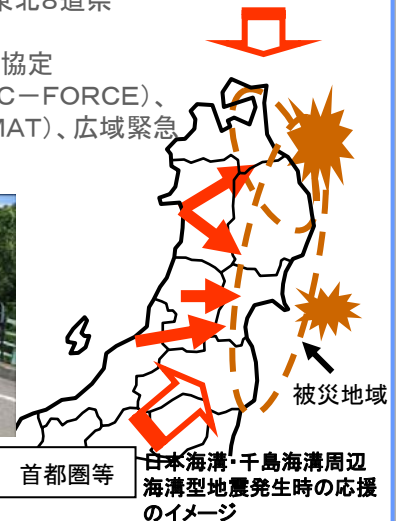 東北8道県
協定
C－FORCE）、
MAT）、広域緊急
被災地域
首都圏等
日本海溝・千島海溝周辺
海溝型地震発生時の応援
のイメージ